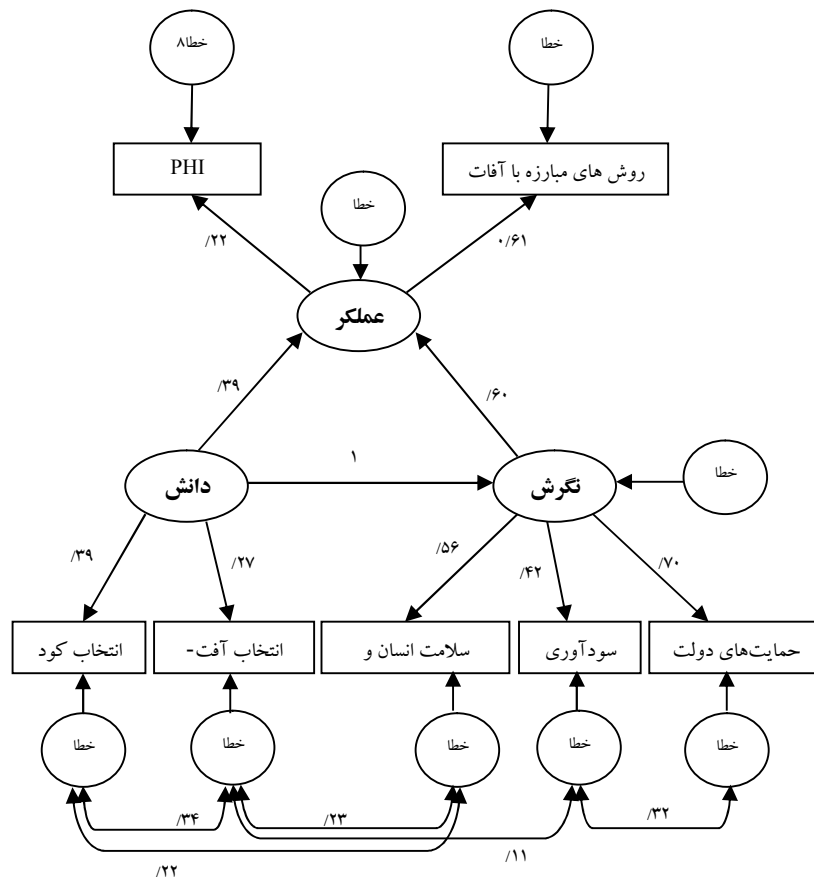 خطا۸
خطا
PHI
روش های مبارزه با آفات
خطا
/۲۲
۰/۶۱
عملکر
/۳۹
/۶۰
۱
دانش
نگرش
خطا
/۳۹
/۲۷
/۵۶
/۴۲
/۷۰
انتخاب کود
انتخاب آفت-
سلامت انسان و
سودآوری
حمایت‌های دولت
خطا
خطا
خطا
خطا
خطا
/۳۴
/۲۳
/۳۲
/۲۲
/۱۱